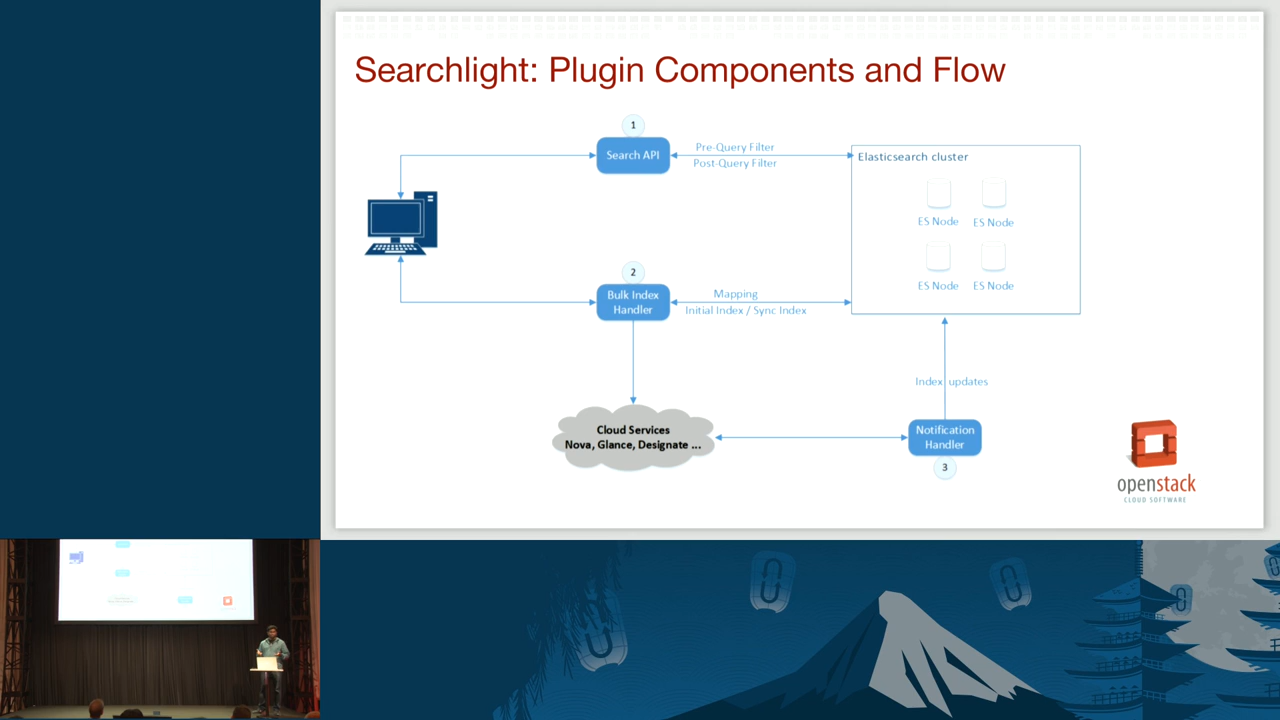 Searchlight: Plugin Components and Flow
1
Search API
Pre-Query Filter
Post-Query Filter
Elasticsearch cluster
ES Node
ES Node
ES Node
ES Node
2
Bulk Index
Handler
Mapping
Initial Index / Sync Index
Index updates
Cloud Services
Nova, Glance, Designate ...
Notification
Handler
3
openstack
CLOUD SOFTWARE